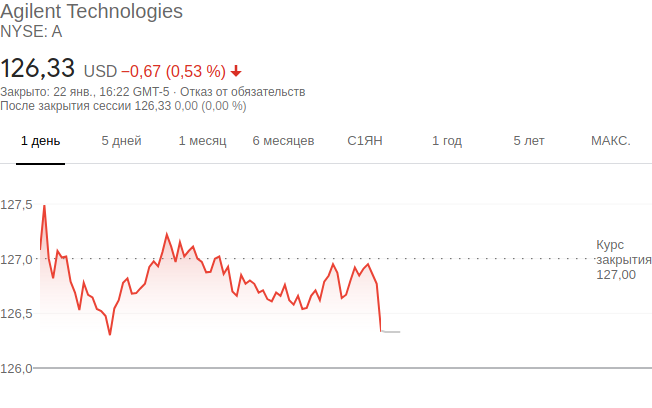 Agilent Technologies
NYSE: A
126,33 USD −0,67 (0,53 %)
Закрыто: 22 янв., 16:22 GMT-5 · Отказ от обязательств
После закрытия сессии 126,33 0,00 (0,00 %)
1 день 5 дней 1 месяц 6 месяцев С1ЯН 1 год 5 лет МАКС.
127,5
127,0
126,5
126,0
Курс
закрытия
127,00